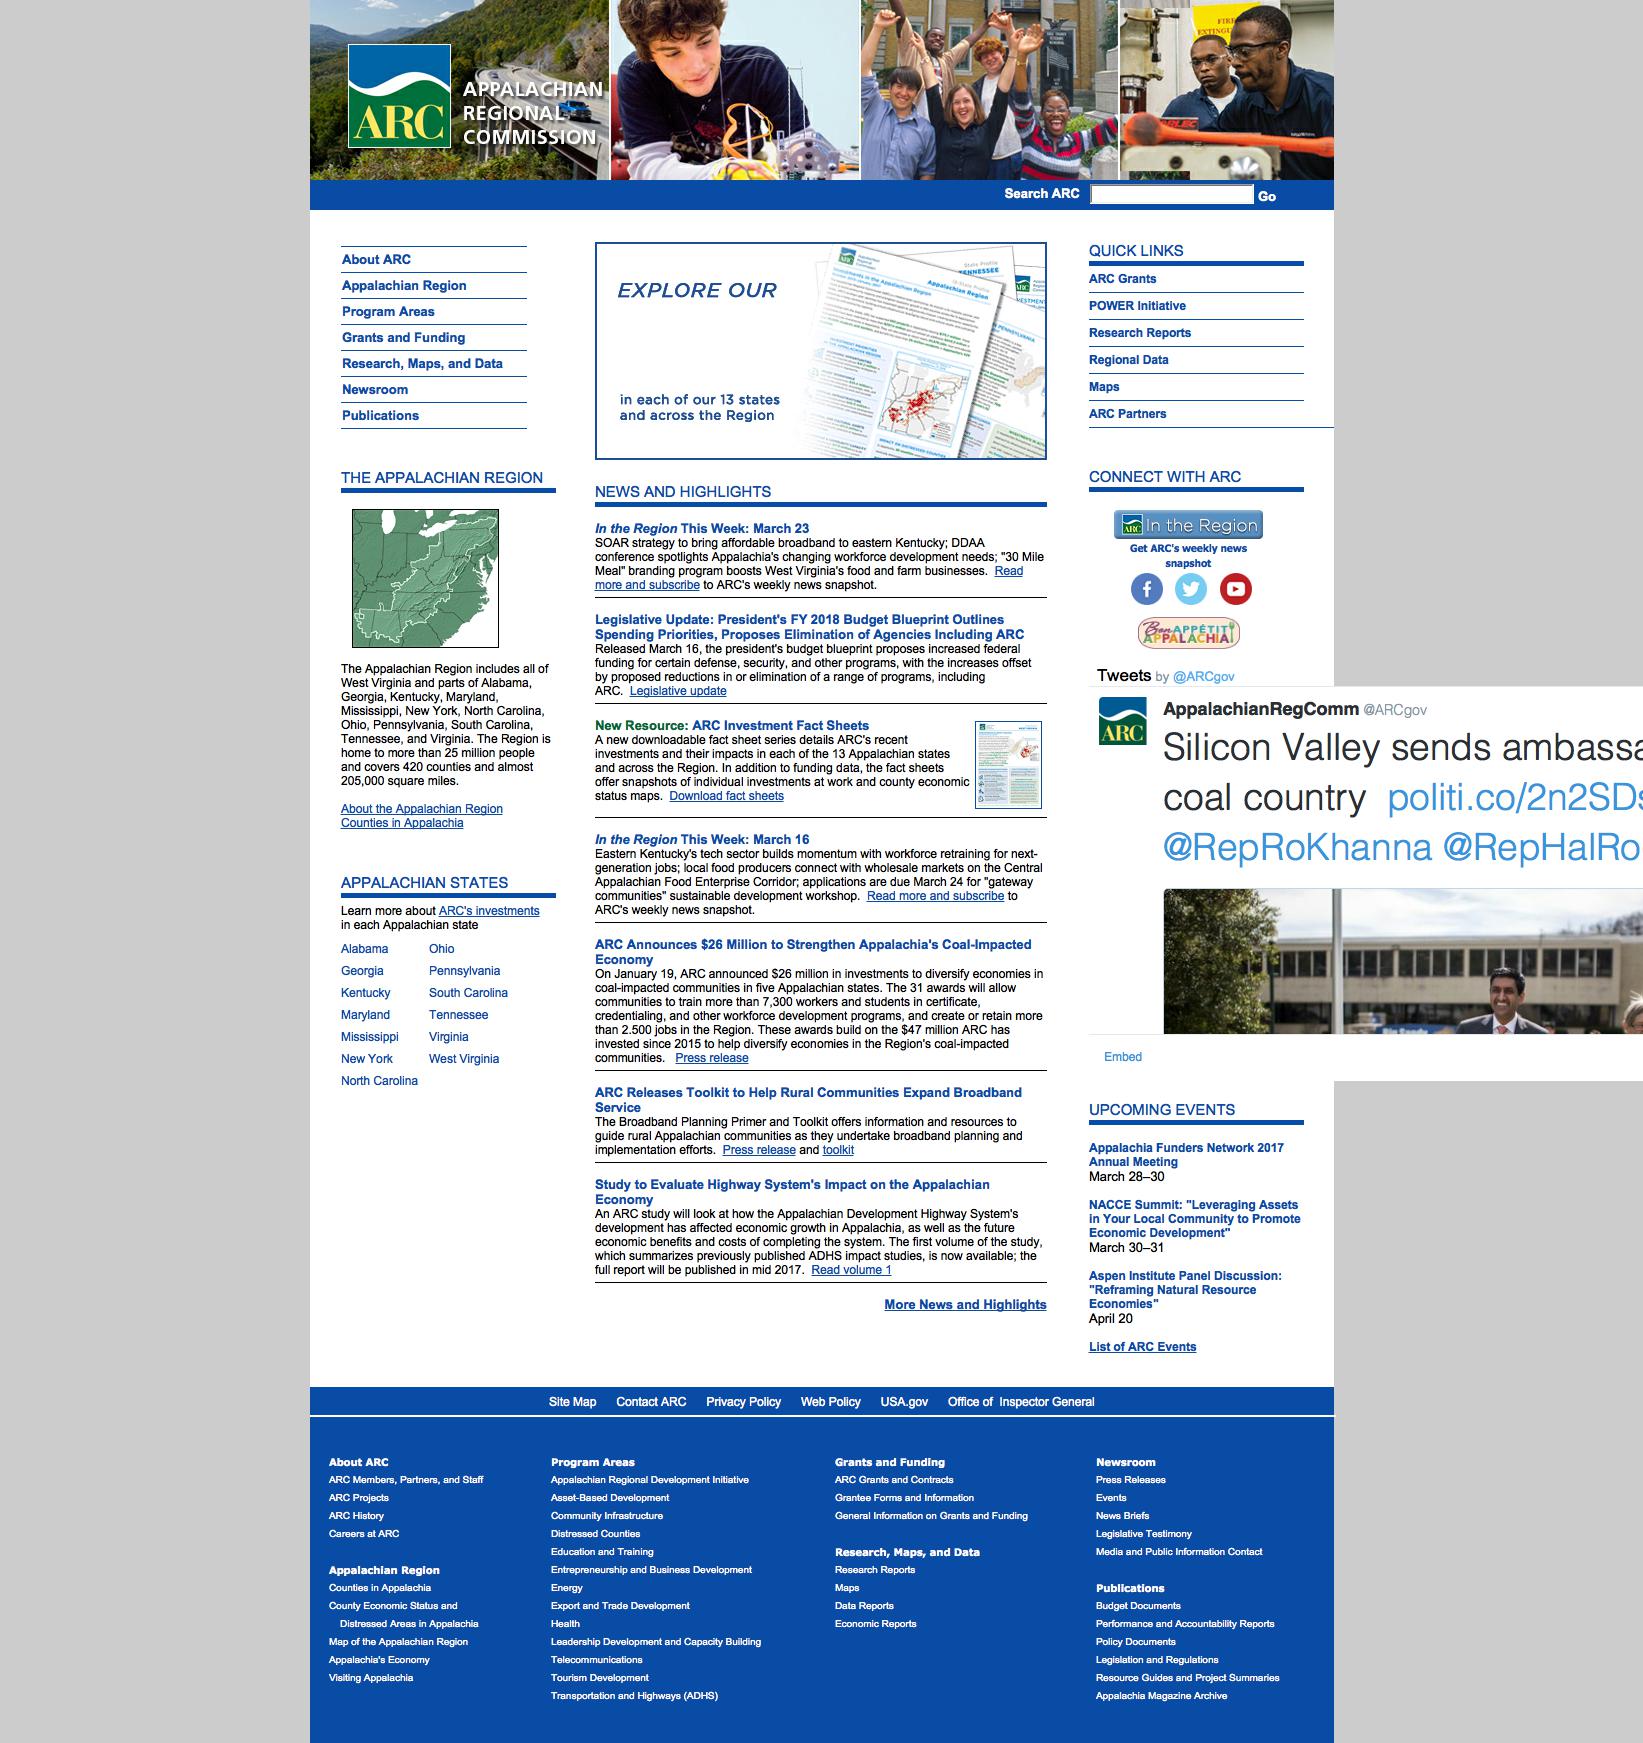 ARC
APPALACHIAN
REGIONAL
COMMISSION
Search ARC
Go
About ARC
Appalachian Region
Program Areas
Grants and Funding
Research, Maps, and Data
Newsroom
Publications
THE APPALACHIAN REGION
The Appalachian Region includes all of
West Virginia and parts of Alabama,
Georgia, Kentucky, Maryland,
Mississippi, New York, North Carolina,
Ohio, Pennsylvania, South Carolina,
Tennessee, and Virginia. The Region is
home to more than 25 million people
and covers 420 counties and almost
205,000 square miles.
About the Appalachian Region
Counties in Appalachia
APPALACHIAN STATES
Learn more about ARC's investments
in each Appalachian state
Alabama Ohio
Georgia Pennsylvania
Kentucky South Carolina
Maryland Tennessee
Mississippi Virginia
New York West Virginia
North Carolina
EXPLORE OUR
in each of our 13 states
and across the Region
NEWS AND HIGHLIGHTS
In the Region This Week: March 23
SOAR strategy to bring affordable broadband to eastern Kentucky; DDAA
conference spotlights Appalachia's changing workforce development needs; "30 Mile
Meal" branding program boosts West Virginia's food and farm businesses. Read
more and subscribe to ARC's weekly news snapshot.
Legislative Update: President's FY 2018 Budget Blueprint Outlines
Spending Priorities, Proposes Elimination of Agencies Including ARC
Released March 16, the president's budget blueprint proposes increased federal
funding for certain defense, security, and other programs, with the increases offset
by proposed reductions in or elimination of a range of programs, including
ARC. Legislative update
New Resource: ARC Investment Fact Sheets
A new downloadable fact sheet series details ARC's recent
investments and their impacts in each of the 13 Appalachian states
and across the Region. In addition to funding data, the fact sheets
offer snapshots of individual investments at work and county economic
status maps. Download fact sheets
In the Region This Week: March 16
Eastern Kentucky's tech sector builds momentum with workforce retraining for next-
generation jobs; local food producers connect with wholesale markets on the Central
Appalachian Food Enterprise Corridor; applications are due March 24 for "gateway
communities" sustainable development workshop. Read more and subscribe to
ARC's weekly news snapshot.
ARC Announces $26 Million to Strengthen Appalachia's Coal-Impacted
Economy
On January 19, ARC announced $26 million in investments to diversify economies in
coal-impacted communities in five Appalachian states. The 31 awards will allow
communities to train more than 7,300 workers and students in certificate,
credentialing, and other workforce development programs, and create or retain more
than 2.500 jobs in the Region. These awards build on the $47 million ARC has
invested since 2015 to help diversify economies in the Region's coal-impacted
communities. Press release
ARC Releases Toolkit to Help Rural Communities Expand Broadband
Service
The Broadband Planning Primer and Toolkit offers information and resources to
guide rural Appalachian communities as they undertake broadband planning and
implementation efforts. Press release and toolkit
Study to Evaluate Highway System's Impact on the Appalachian
Economy
An ARC study will look at how the Appalachian Development Highway System's
development has affected economic growth in Appalachia, as well as the future
economic benefits and costs of completing the system. The first volume of the study,
which summarizes previously published ADHS impact studies, is now available; the
full report will be published in mid 2017. Read volume 1
More News and Highlights
QUICK LINKS
ARC Grants
POWER Initiative
Research Reports
Regional Data
Maps
ARC Partners
CONNECT WITH ARC
ARC In the Region
Get ARC's weekly news
snapshot
Bon APPÉTIT
APPALACHIA!
Tweets by @ARCgov
ARC
AppalachianRegComm @ARCgov
Silicon Valley sends ambassa
coal country politi.co/2n2SDs
@RepRoKhanna @RepHalRo
Embed
UPCOMING EVENTS
Appalachia Funders Network 2017
Annual Meeting
March 28–30
NACCE Summit: "Leveraging Assets
in Your Local Community to Promote
Economic Development"
March 30–31
Aspen Institute Panel Discussion:
"Reframing Natural Resource
Economies"
April 20
List of ARC Events
Site Map Contact ARC Privacy Policy Web Policy USA.gov Office of Inspector General
About ARC
ARC Members, Partners, and Staff
ARC Projects
ARC History
Careers at ARC
Appalachian Region
Counties in Appalachia
County Economic Status and
Distressed Areas in Appalachia
Map of the Appalachian Region
Appalachia's Economy
Visiting Appalachia
Program Areas
Appalachian Regional Development Initiative
Asset-Based Development
Community Infrastructure
Distressed Counties
Education and Training
Entrepreneurship and Business Development
Energy
Export and Trade Development
Health
Leadership Development and Capacity Building
Telecommunications
Tourism Development
Transportation and Highways (ADHS)
Grants and Funding
ARC Grants and Contracts
Grantee Forms and Information
General Information on Grants and Funding
Research, Maps, and Data
Research Reports
Maps
Data Reports
Economic Reports
Newsroom
Press Releases
Events
News Briefs
Legislative Testimony
Media and Public Information Contact
Publications
Budget Documents
Performance and Accountability Reports
Policy Documents
Legislation and Regulations
Resource Guides and Project Summaries
Appalachia Magazine Archive